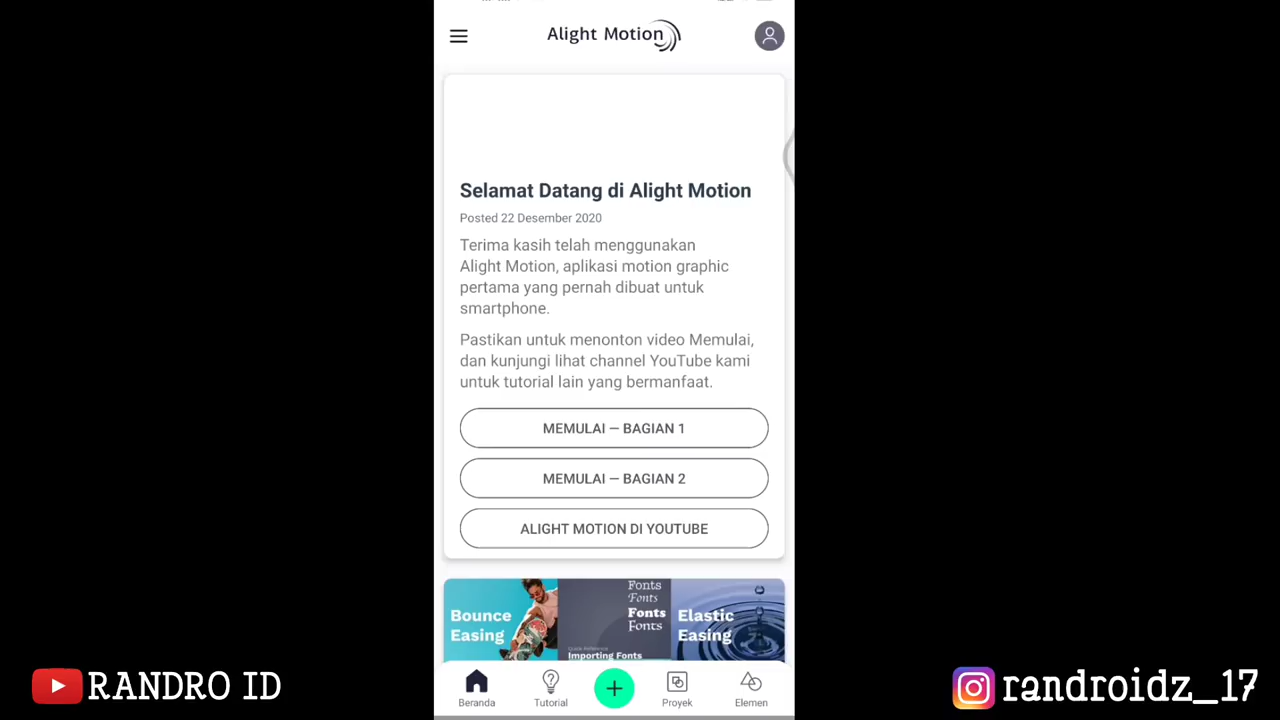 Alight Motion
Selamat Datang di Alight Motion
Posted 22 Desember 2020
Terima kasih telah menggunakan
Alight Motion, aplikasi motion graphic
pertama yang pernah dibuat untuk
smartphone.
Pastikan untuk menonton video Memulai,
dan kunjungi lihat channel YouTube kami
untuk tutorial lain yang bermanfaat.
MEMULAI — BAGIAN 1
MEMULAI — BAGIAN 2
ALIGHT MOTION DI YOUTUBE
Bounce
Easing
Fonts
Fonts
Fonts
Fonts
Quick Reference
Importing Fonts
Elastic
Easing
Beranda
Tutorial
Proyek
Elemen
RANDRO ID
randroidz_17